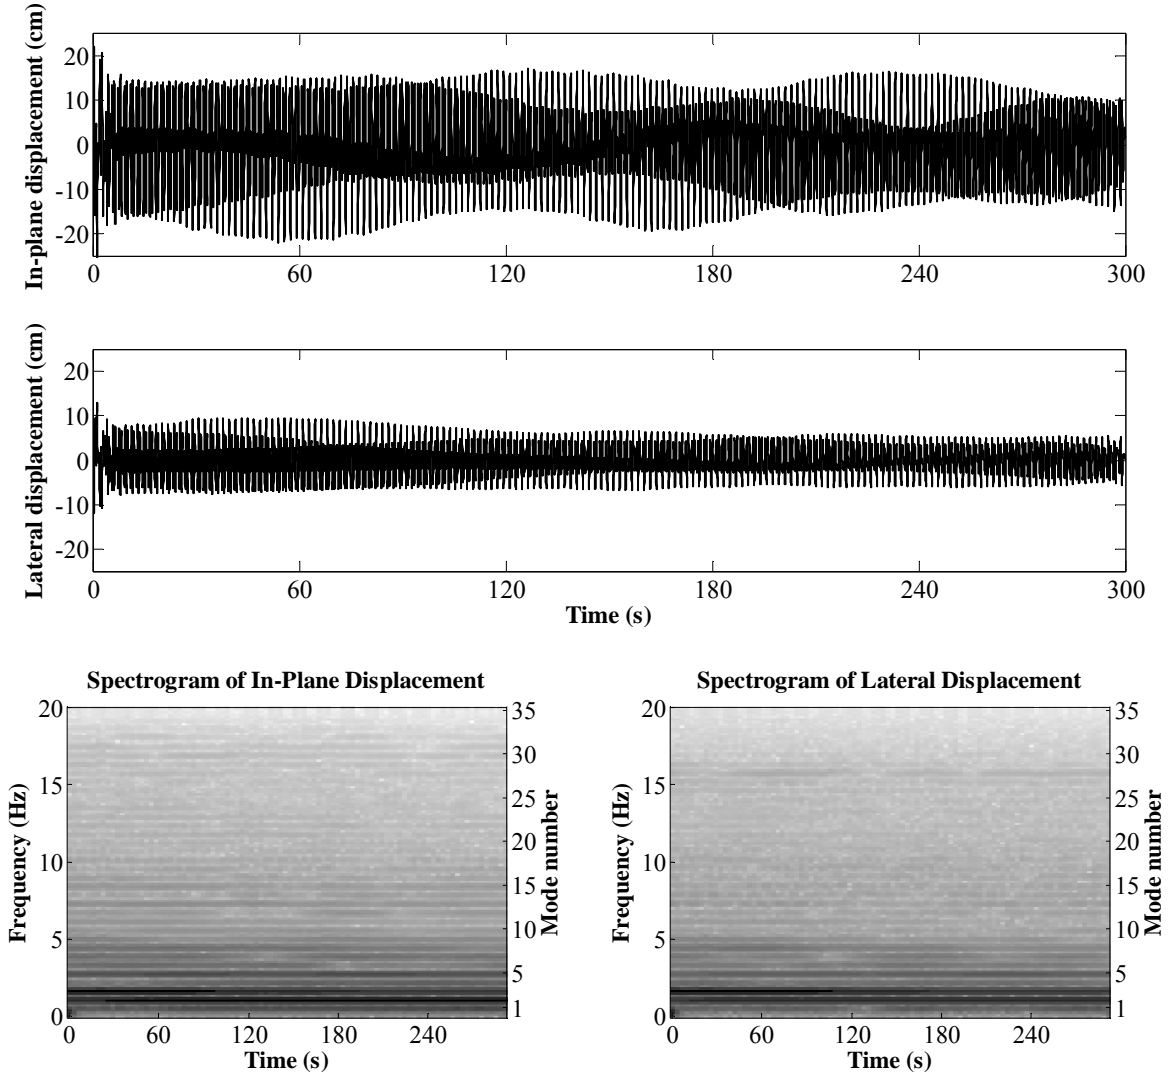 In-plane displacement (cm)
20
10
0
-10
-20
0 60 120 180 240 300
Lateral displacement (cm)
20
10
0
-10
-20
0 60 120 180 240 300
Time (s)
Spectrogram of In-Plane Displacement
Frequency (Hz)
20
15
10
5
0
35
30
25
20
15
10
5
1
Mode number
0 60 120 180 240
Time (s)
Spectrogram of Lateral Displacement
Frequency (Hz)
20
15
10
5
0
35
30
25
20
15
10
5
1
Mode number
0 60 120 180 240
Time (s)